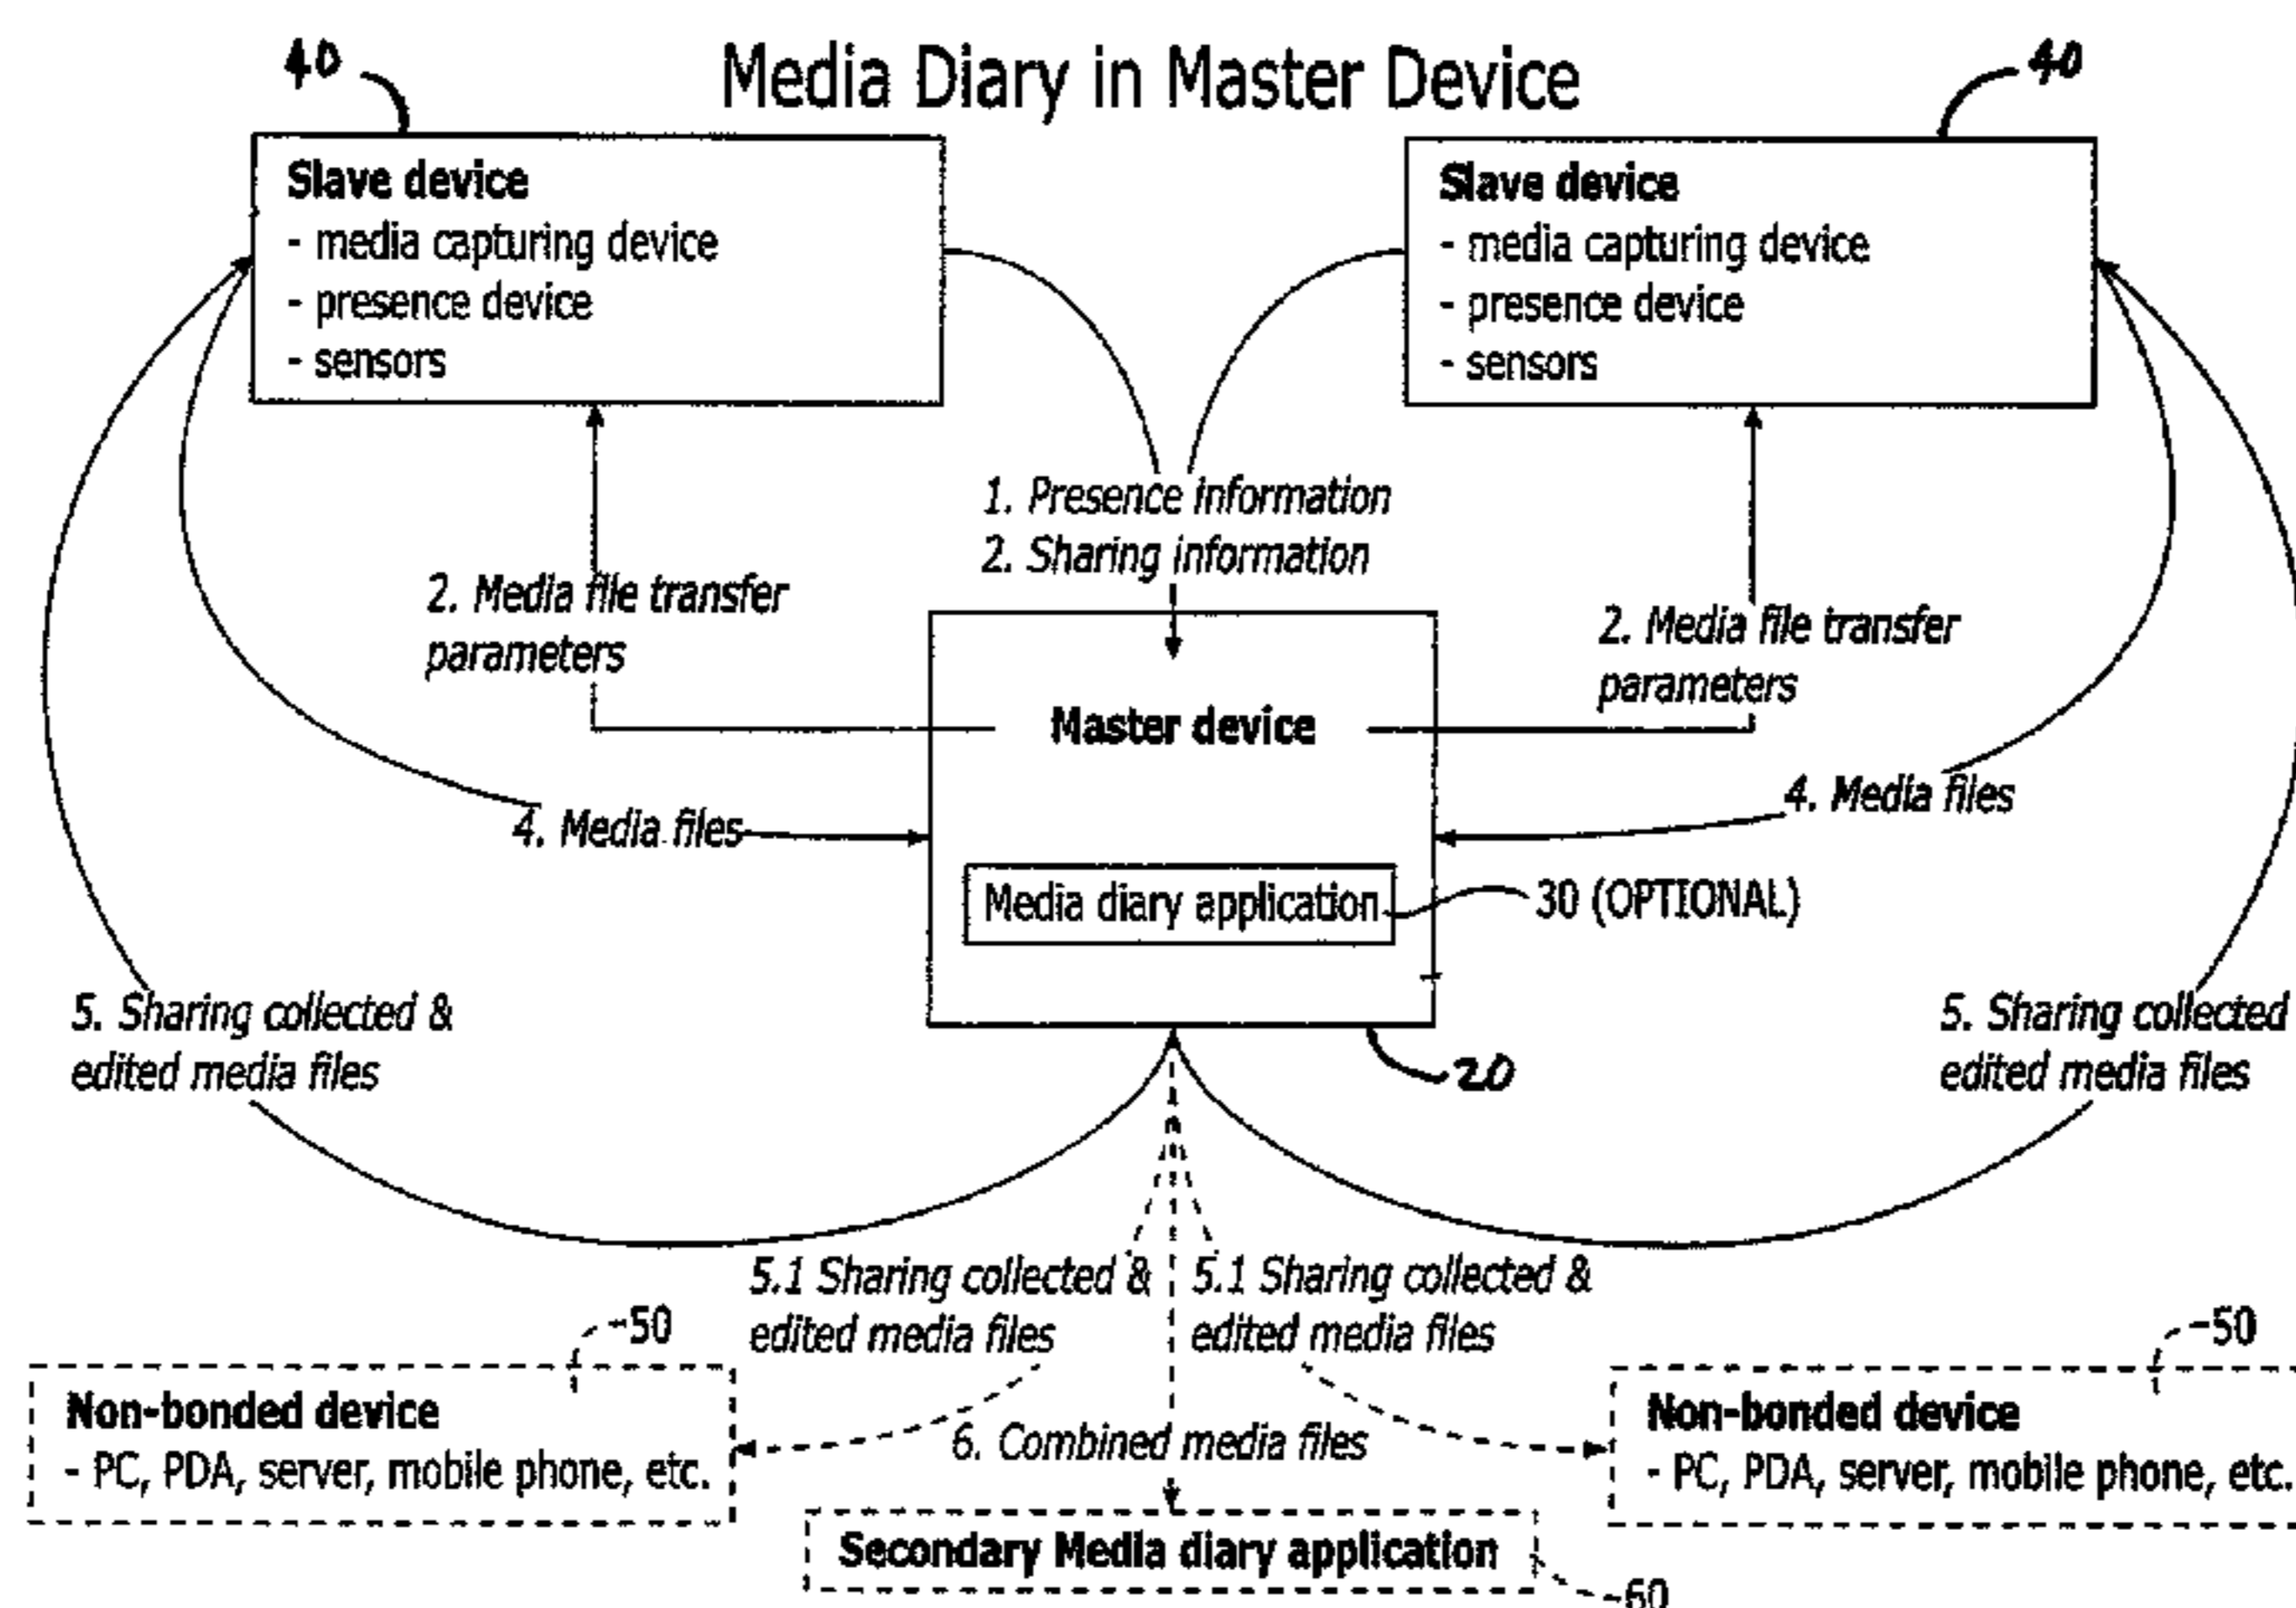 40
Media Diary in Master Device
40
Slave device
- media capturing device
- presence device
- sensors
Slave device
- media capturing device
- presence device
- sensors
1. Presence information
2. Sharing information
2. Media file transfer
parameters
2. Media file transfer
parameters
Master device
4. Media files
4. Media files
Media diary application
30 (OPTIONAL)
5. Sharing collected &
edited media files
5. Sharing collected
edited media files
20
5.1 Sharing collected &
edited media files
5.1 Sharing collected &
edited media files
50
50
Non-bonded device
- PC, PDA, server, mobile phone, etc.
6. Combined media files
Non-bonded device
- PC, PDA, server, mobile phone, etc.
Secondary Media diary application
60